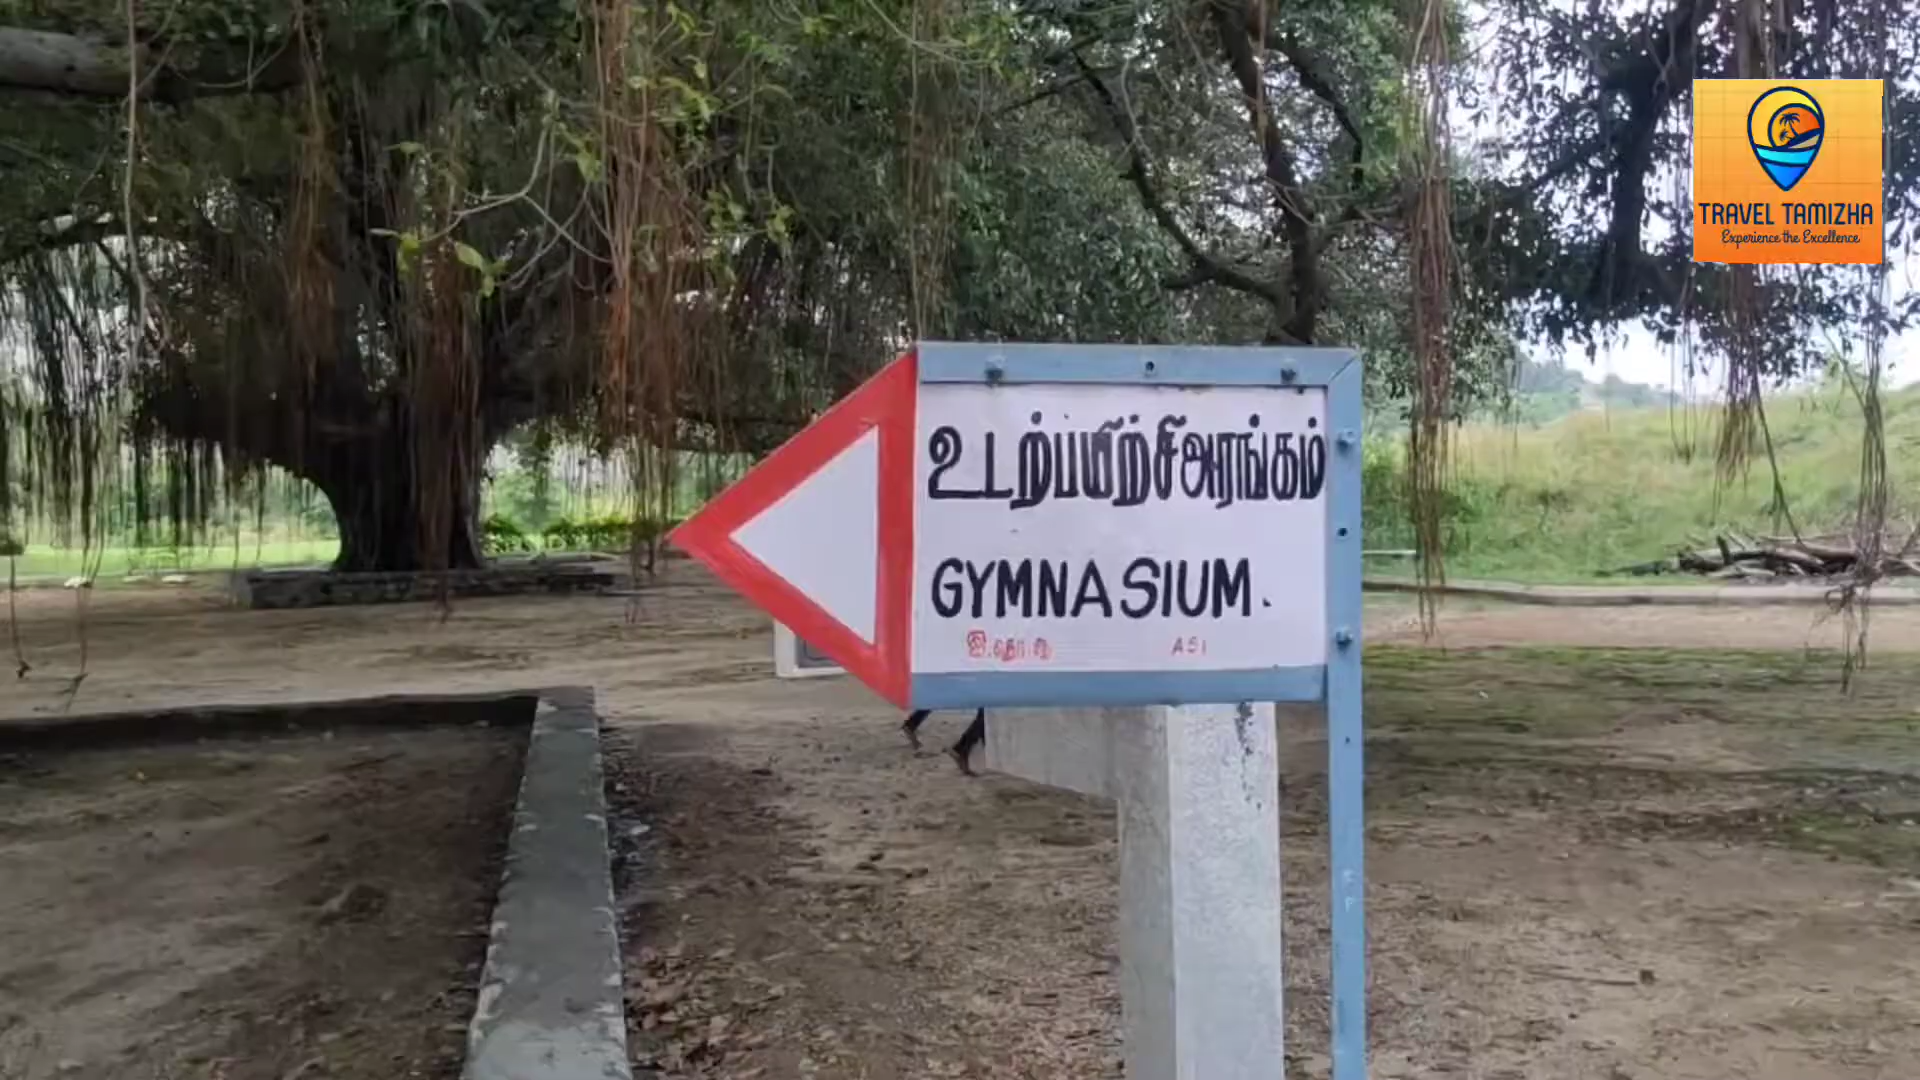 TRAVEL TAMIZHA
Experience the Excellence
உடற்பயிற்சி அரங்கம்
GYMNASIUM.
ASI